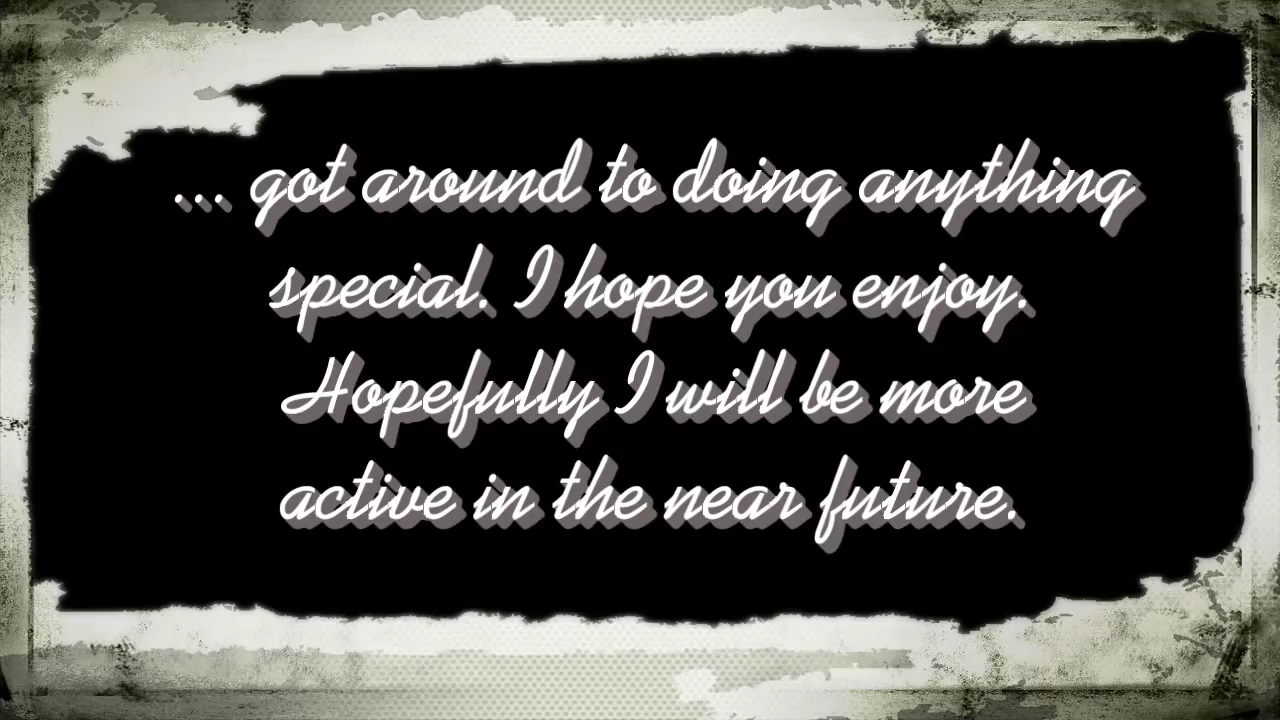 ... got around to doing anything
special. I hope you enjoy.
Hopefully I will be more
active in the near future.